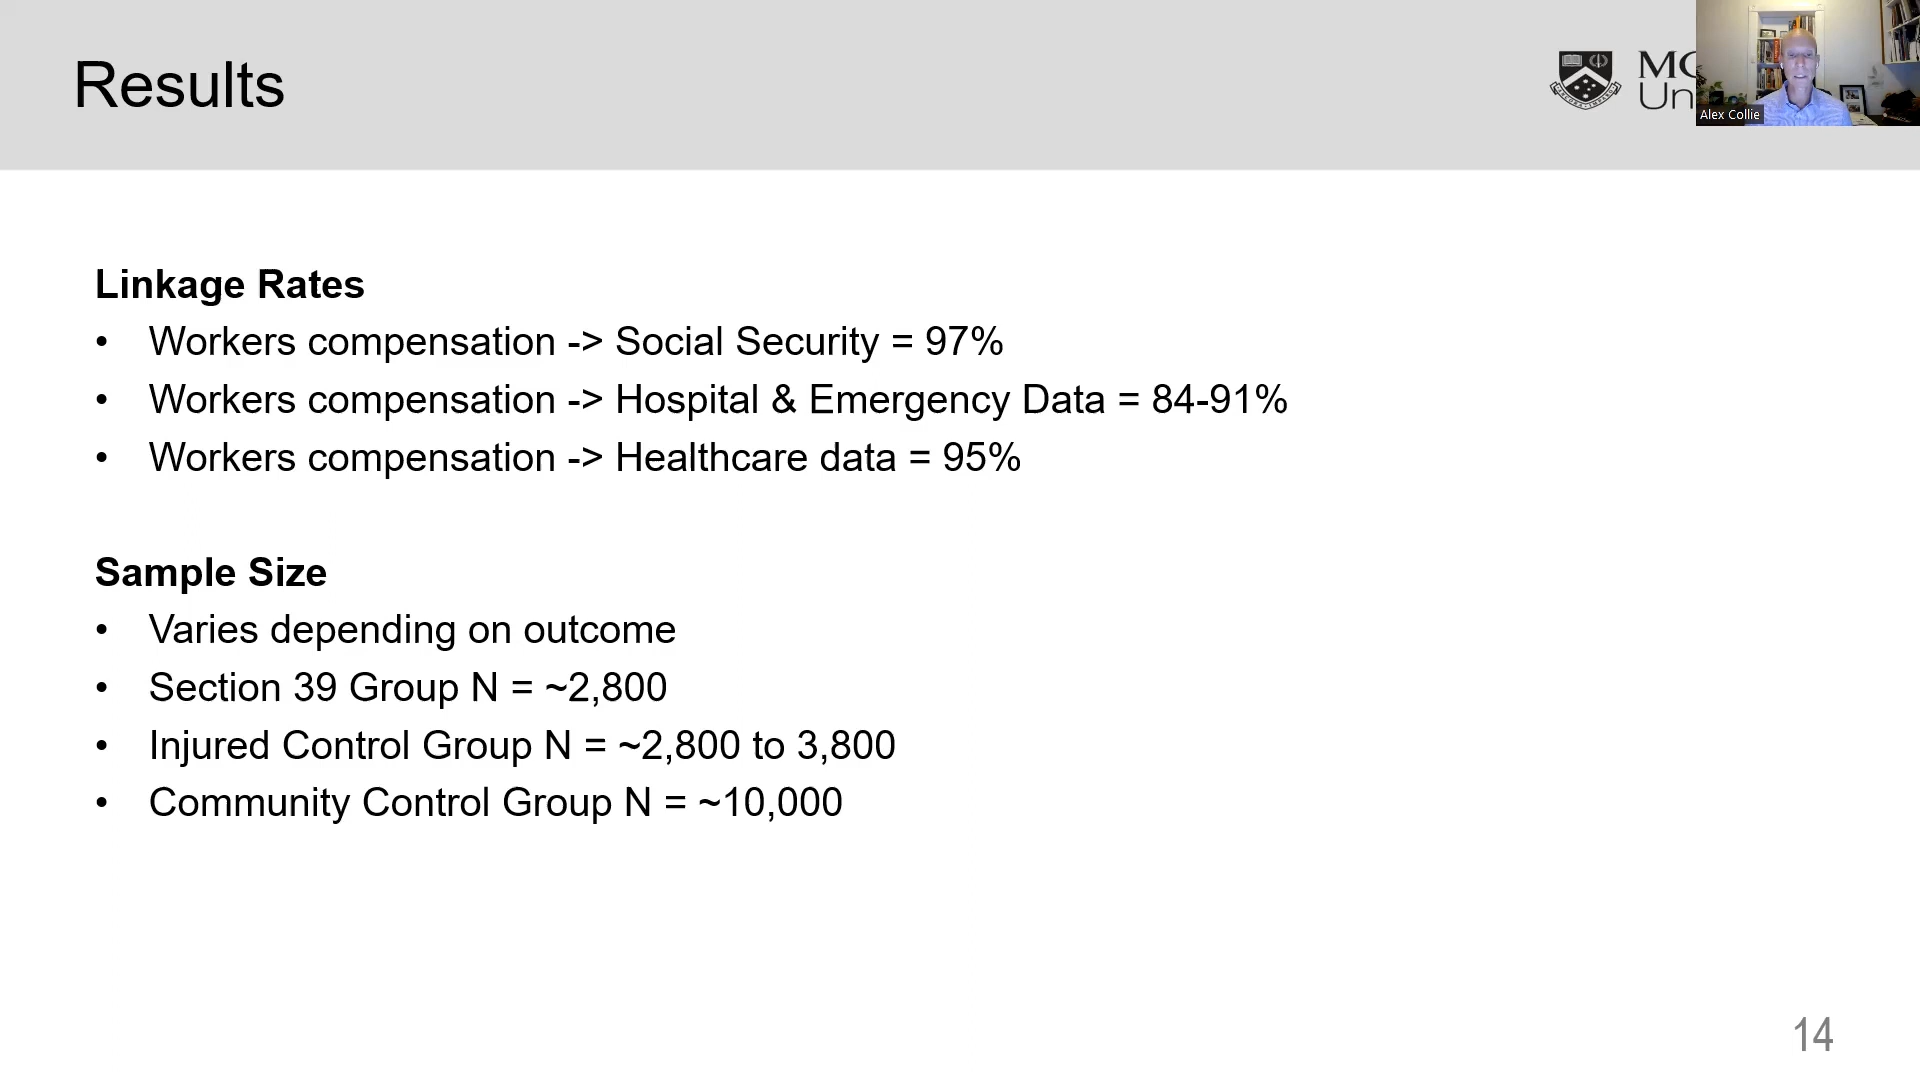 Results
MO
Un
Alex Collie
Linkage Rates
• Workers compensation -> Social Security = 97%
• Workers compensation -> Hospital & Emergency Data = 84-91%
• Workers compensation -> Healthcare data = 95%
Sample Size
• Varies depending on outcome
• Section 39 Group N = ~2,800
• Injured Control Group N = ~2,800 to 3,800
• Community Control Group N = ~10,000
14